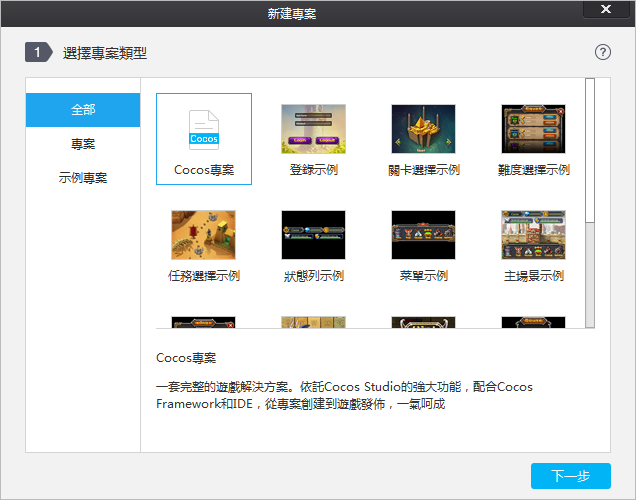 新建專案
1 選擇專案類型
?
全部
專案
示例專案
Cocos
Cocos專案
登錄示例
關卡選擇示例
難度選擇示例
任務選擇示例
狀態列示例
菜單示例
主場景示例
Cocos專案
一套完整的遊戲解決方案。依託Cocos Studio的強大功能，配合Cocos
Framework和IDE，從專案創建到遊戲發佈，一氣呵成
下一步